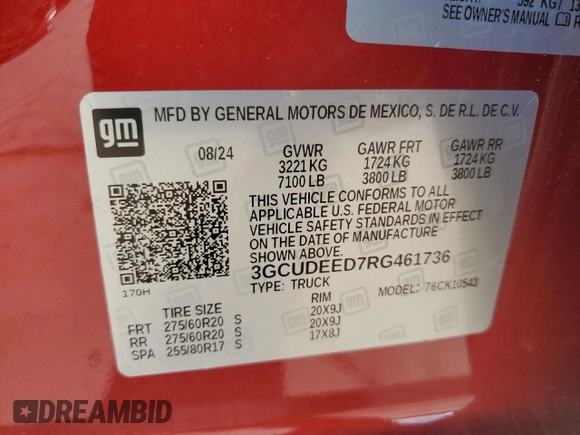 592 KG
SEE OWNER'S MANUAL
gm
MFD BY GENERAL MOTORS DE MEXICO, S. DE R.L. DE C.V.
08/24 GVWR GAWR FRT GAWR RR
3221 KG 1724 KG 1724 KG
7100 LB 3800 LB 3800 LB
THIS VEHICLE CONFORMS TO ALL
APPLICABLE U.S. FEDERAL MOTOR
VEHICLE SAFETY STANDARDS IN EFFECT
ON THE DATE OF MANUFACTURE
SHOWN ABOVE.
3GCUDEED7RG461736
170H
TYPE: TRUCK MODEL: 76CK10543
TIRE SIZE RIM
FRT 275/60R20 S 20X9J
RR 275/60R20 S 20X9J
SPA 255/80R17 S 17X8J
DREAMBID